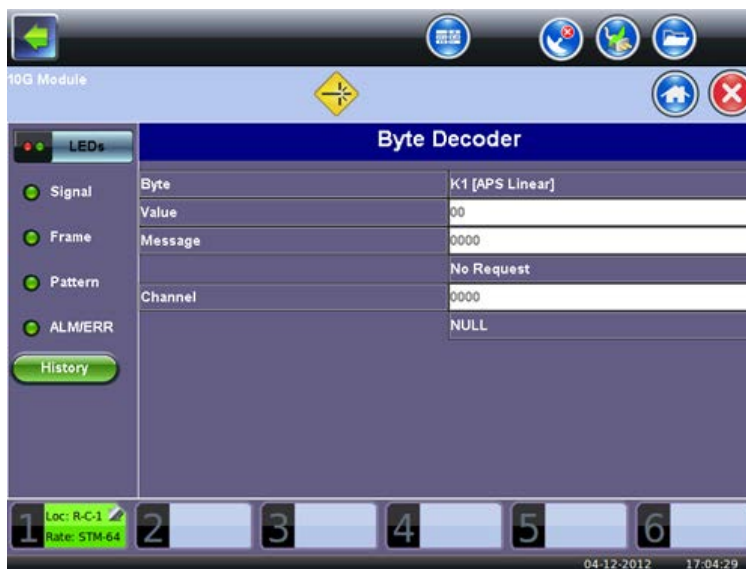 10G Module
LEDs
Byte Decoder
Signal
Frame
Pattern
ALM/ERR
History
Byte K1 [APS Linear]
Value 00
Message 0000
No Request
Channel 0000
NULL
1 Loc: R-C-1
Rate: STM-64
2 3 4 5 6
04-12-2012 17:04:29